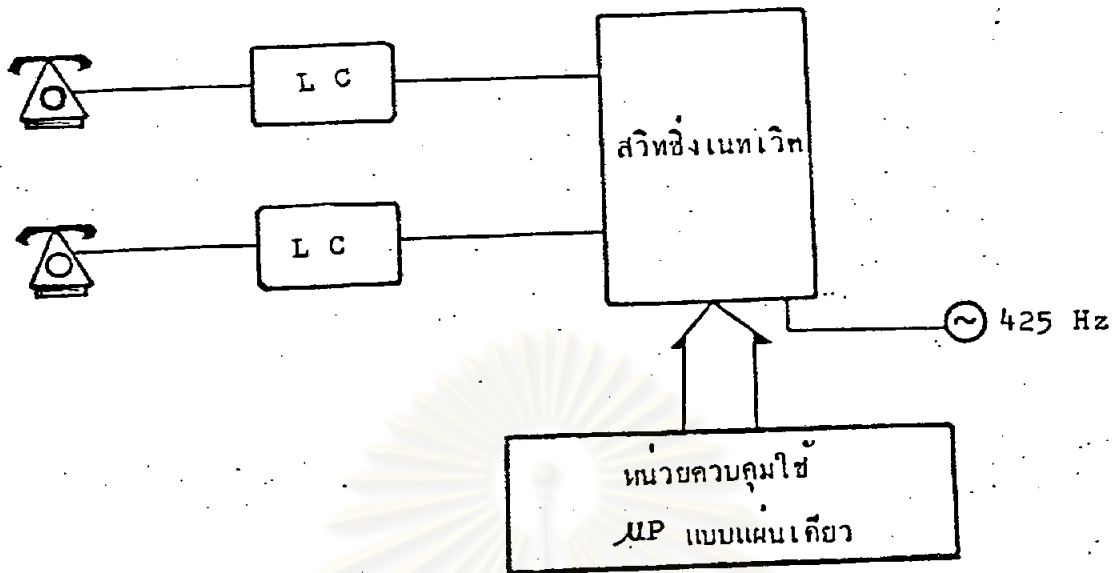 L C
สวิทซิ่งเนทเวิค
L C
425 Hz
หน่วยควบคุมใช้
μP แบบแผ่นเดียว